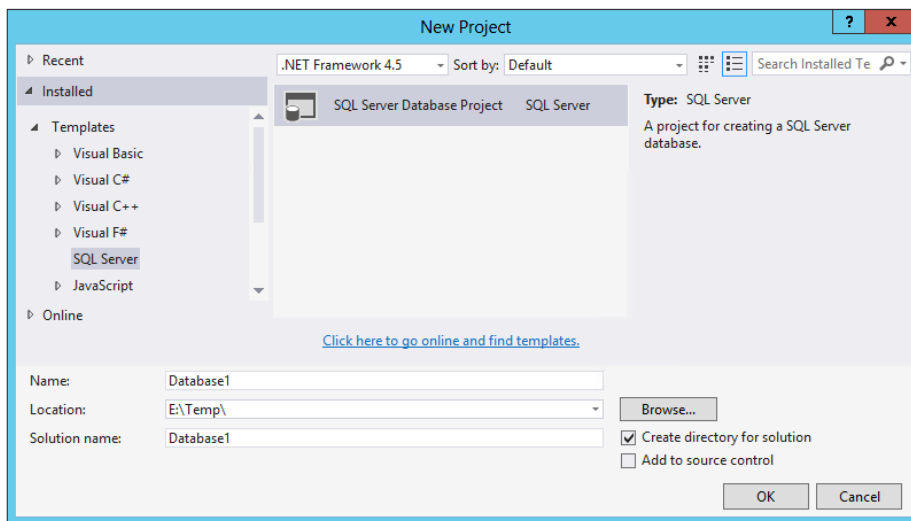 New Project
? x
Recent
.NET Framework 4.5 Sort by: Default Search Installed Te
Installed
SQL Server Database Project SQL Server
Type: SQL Server
A project for creating a SQL Server
database.
Templates
Visual Basic
Visual C#
Visual C++
Visual F#
SQL Server
JavaScript
Online
Click here to go online and find templates.
Name: Database1
Location: E:\Temp\ Browse...
Solution name: Database1
Create directory for solution
Add to source control
OK Cancel